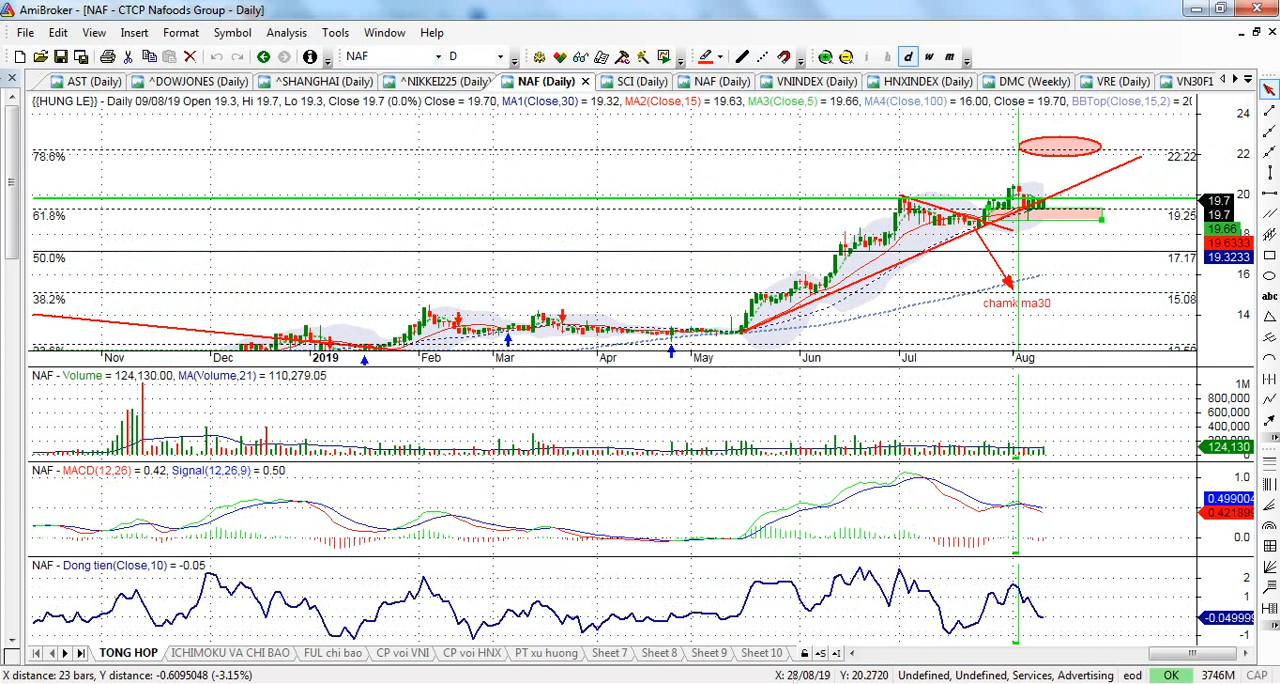 AmiBroker - [NAF - CTCP Nafoods Group - Daily]
File Edit View Insert Format Symbol Analysis Tools Window Help
NAF D i h d w m
AST (Daily) ^DOWJONES (Daily) ^SHANGHAI (Daily) ^NIKKEI225 (Daily) NAF (Daily) SCI (Daily) NAF (Daily) VNINDEX (Daily) HNXINDEX (Daily) DMC (Weekly) VRE (Daily) VN30F1
{{HUNG LE}} - Daily 09/08/19 Open 19.3, Hi 19.7, Lo 19.3, Close 19.7 (0.0%) Close = 19.70, MA1(Close,30) = 19.32, MA2(Close,15) = 19.63, MA3(Close,5) = 19.66, MA4(Close,100) = 16.00, Close = 19.70, BBTop(Close,15,2) = 20
24
78.6% 22.22
22
20
19.7
61.8% 19.25 19.7
19.66
18
19.6333
50.0% 17.17 19.3233
16
38.2% 15.08
chamk ma30
14
abc
Nov Dec 2019 Feb Mar Apr May Jun Jul Aug
NAF - Volume = 124,130.00, MA(Volume,21) = 110,279.05
1M
800,000
600,000
400,000
124,130
NAF - MACD(12,26) = 0.42, Signal(12,26,9) = 0.50
1.0
0.499004
0.421899
0.0
NAF - Dong tien(Close,10) = -0.05
2
1
-0.049999
-1
TONG HOP ICHIMOKU VA CHI BAO FUL chi bao CP voi VNI CP voi HNX PT xu huong Sheet 7 Sheet 8 Sheet 9 Sheet 10
X distance: 23 bars, Y distance: -0.6095048 (-3.15%) X: 28/08/19 Y: 20.2720 Undefined, Undefined, Services, Advertising eod OK 3746M CAP